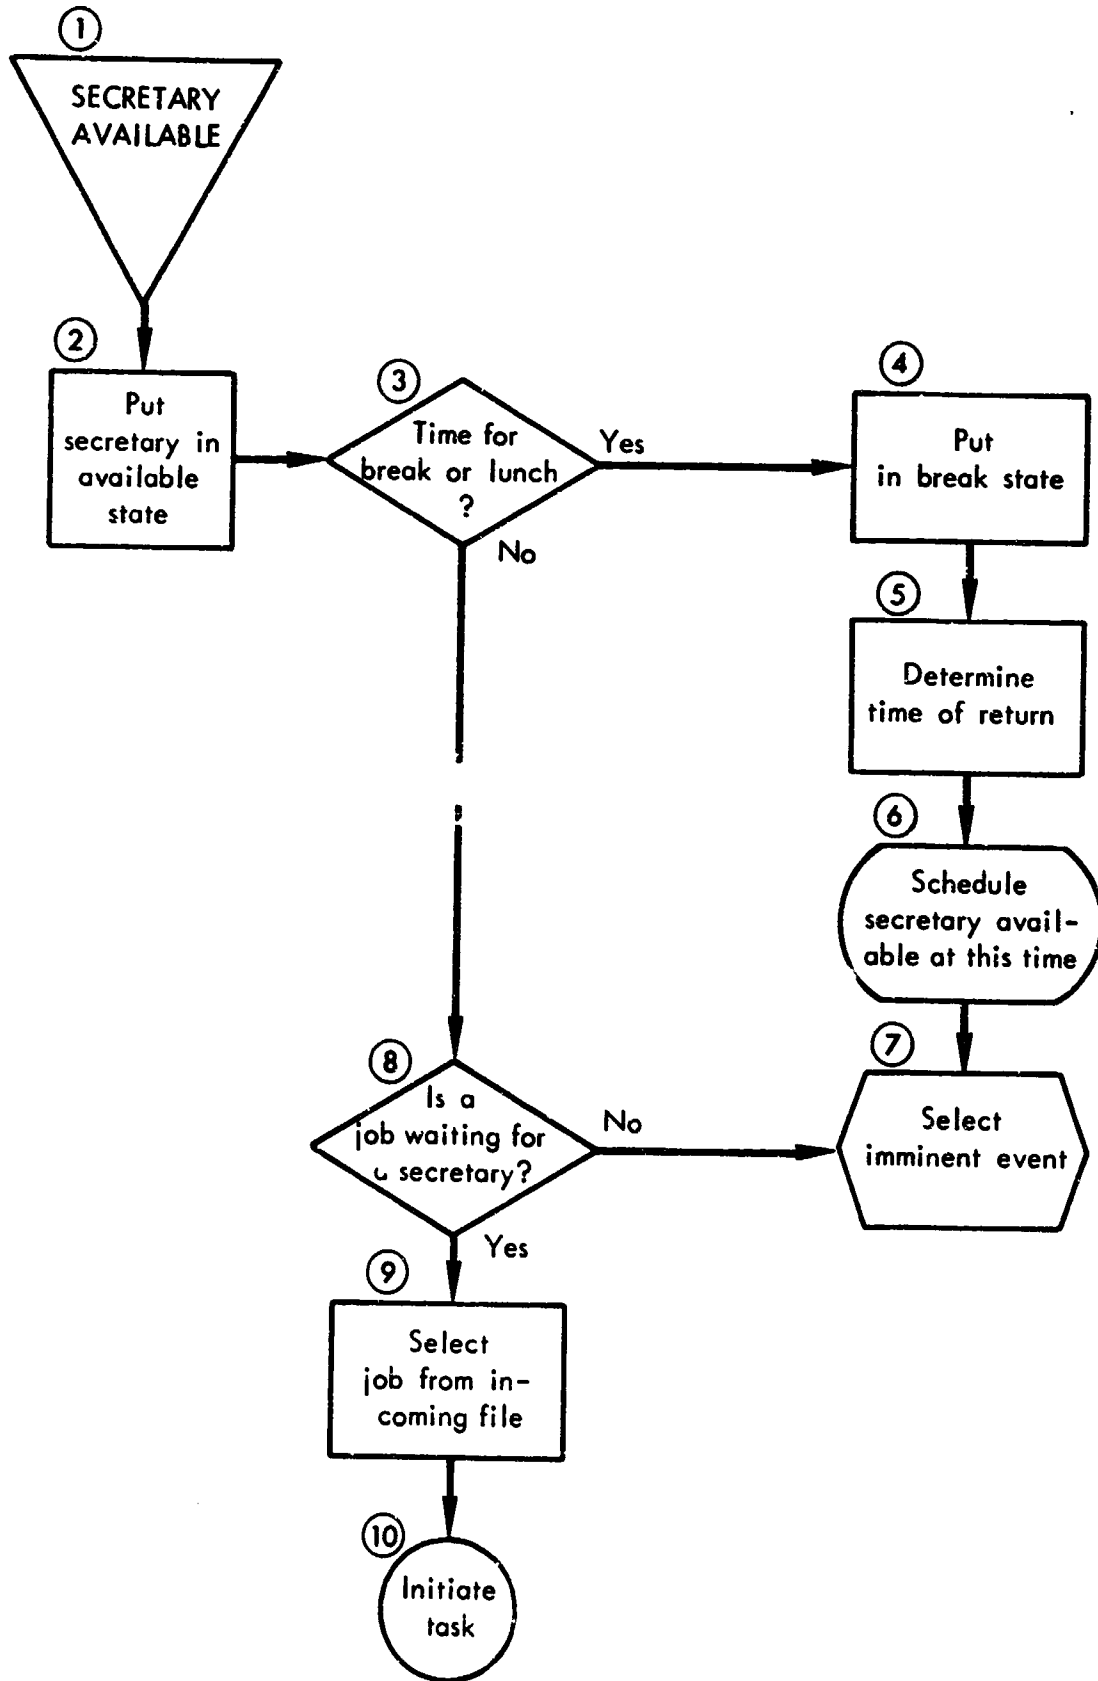 1
SECRETARY
AVAILABLE
2
Put
secretary in
available
state
3
Time for
break or lunch
?
Yes
No
4
Put
in break state
5
Determine
time of return
6
Schedule
secretary avail-
able at this time
7
Select
imminent event
8
Is a
job waiting for
a secretary?
No
Yes
9
Select
job from in-
coming file
10
Initiate
task